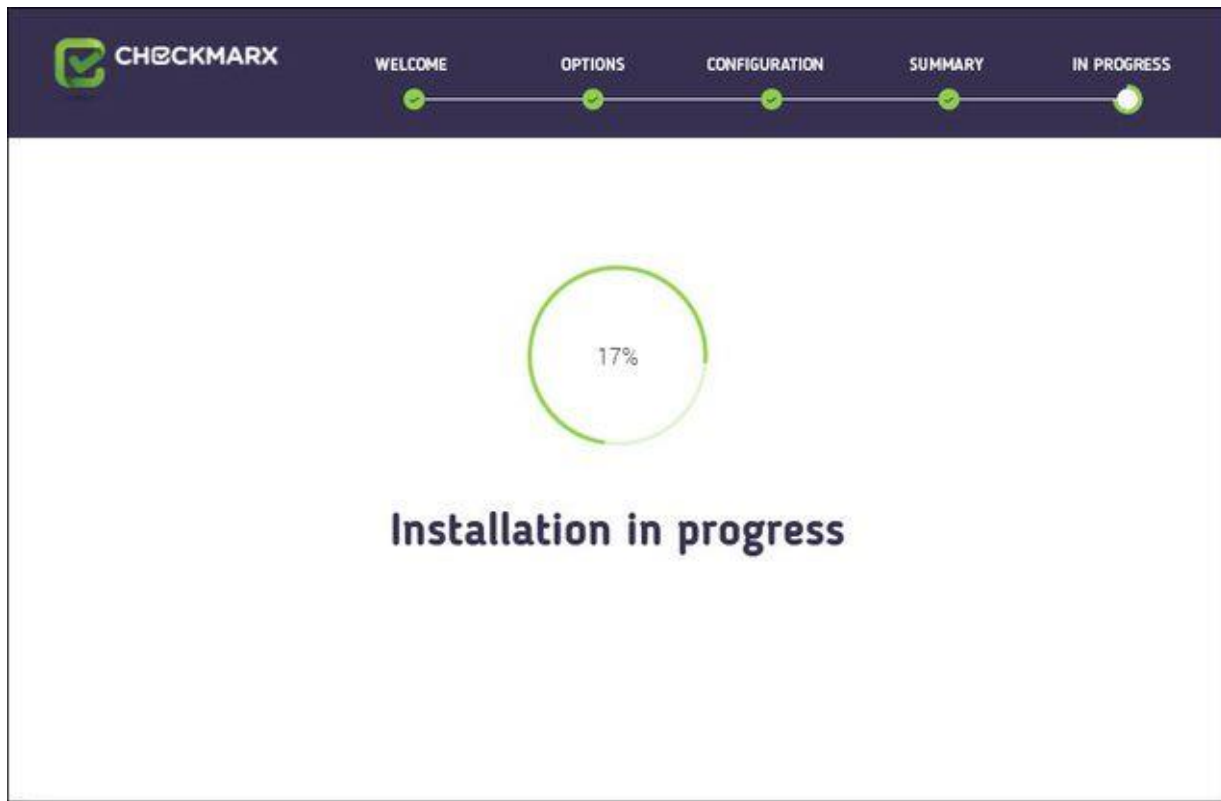 CHECKMARX
WELCOME
OPTIONS
CONFIGURATION
SUMMARY
IN PROGRESS
17%
Installation in progress